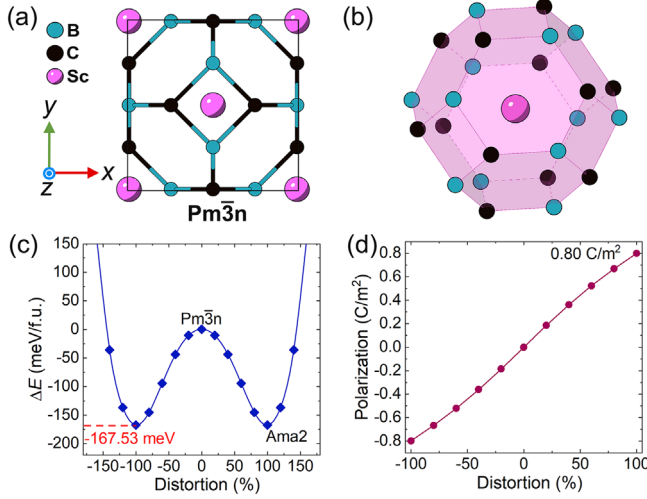 (a)
B
C
Sc
y
z
x
Pm3̅n
(b)
(c)
150
100
50
0
-50
-100
-150
-200
ΔE (meV/f.u.)
Pm3̅n
-167.53 meV
Ama2
-150 -100 -50 0 50 100 150
Distortion (%)
(d)
0.80 C/m²
0.8
0.6
0.4
0.2
0.0
-0.2
-0.4
-0.6
-0.8
Polarization (C/m²)
-100 -50 0 50 100
Distortion (%)